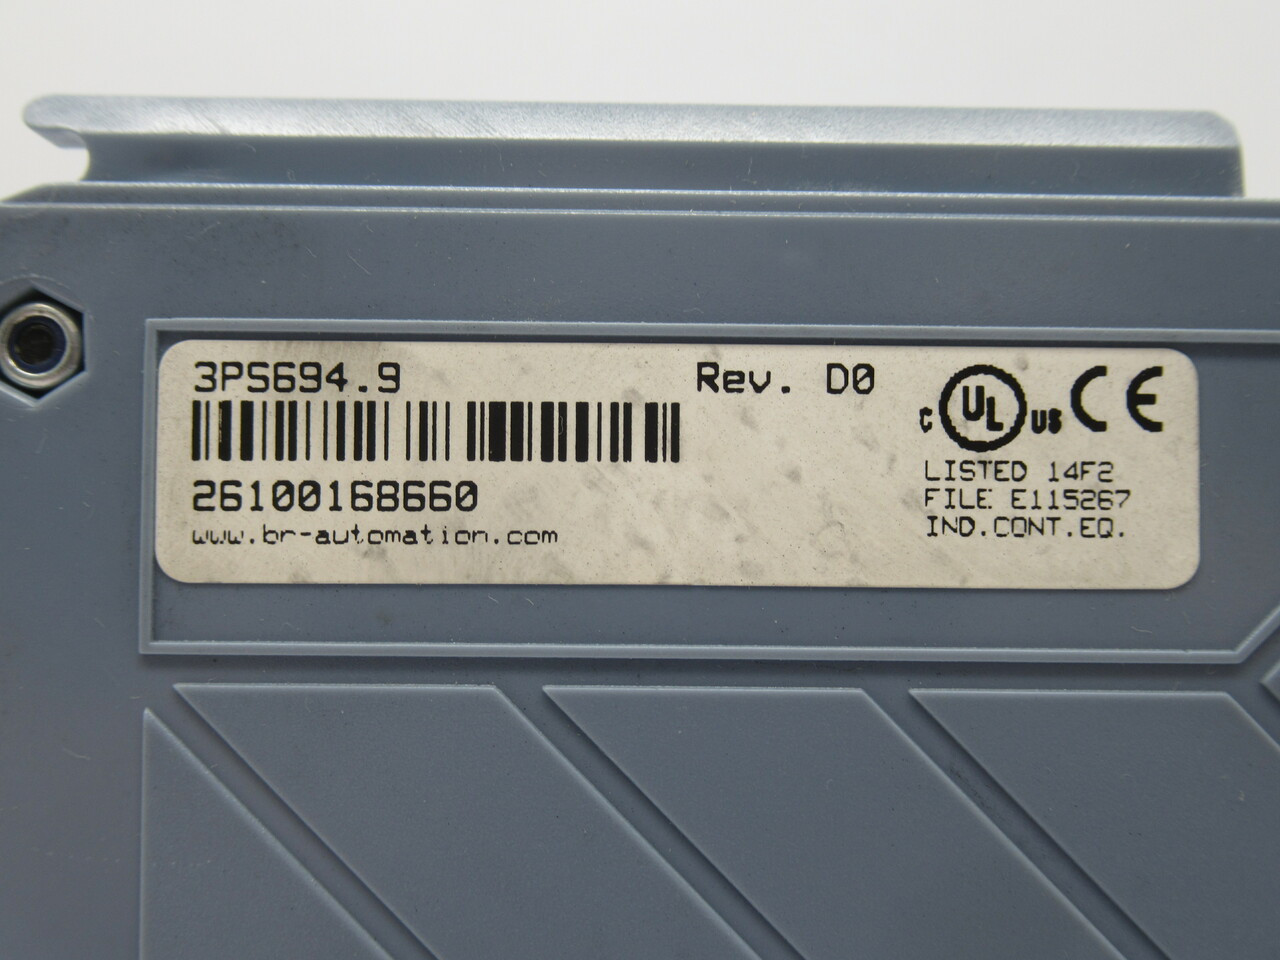 3PS694.9 Rev. D0
26100168660
www.br-automation.com
C UL US CE
LISTED 14F2
FILE E115267
IND.CONT.EQ.